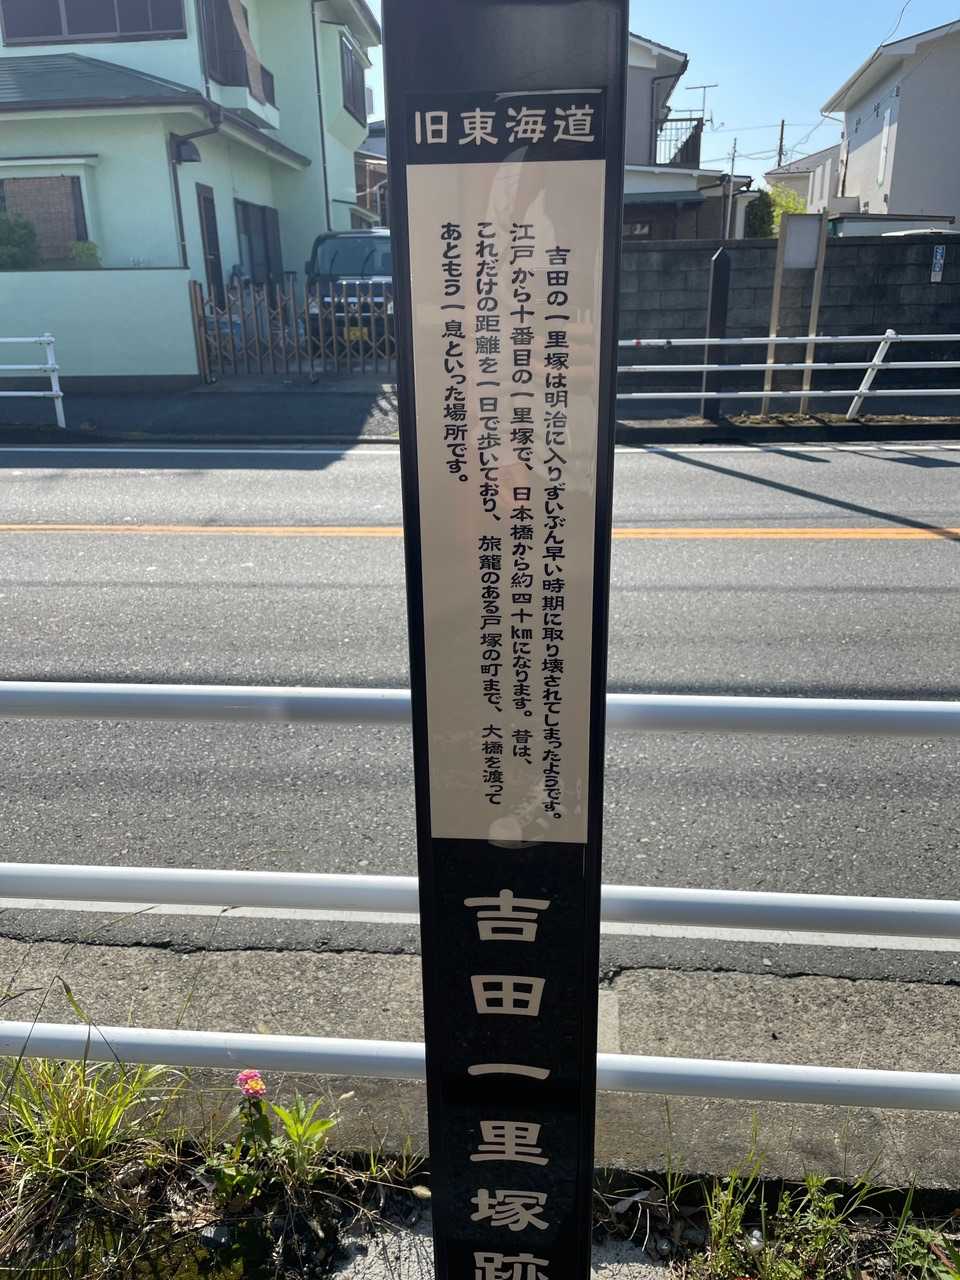 旧東海道
吉田の一里塚は明治に入りずいぶん早い時期に取り壊されてしまったようです。
江戸から十番目の一里塚で、日本橋から約四十kmになります。昔は、
これだけの距離を一日で歩いており、旅籠のある戸塚の町まで、大橋を渡って
あともう一息といった場所です。
吉田一里塚跡